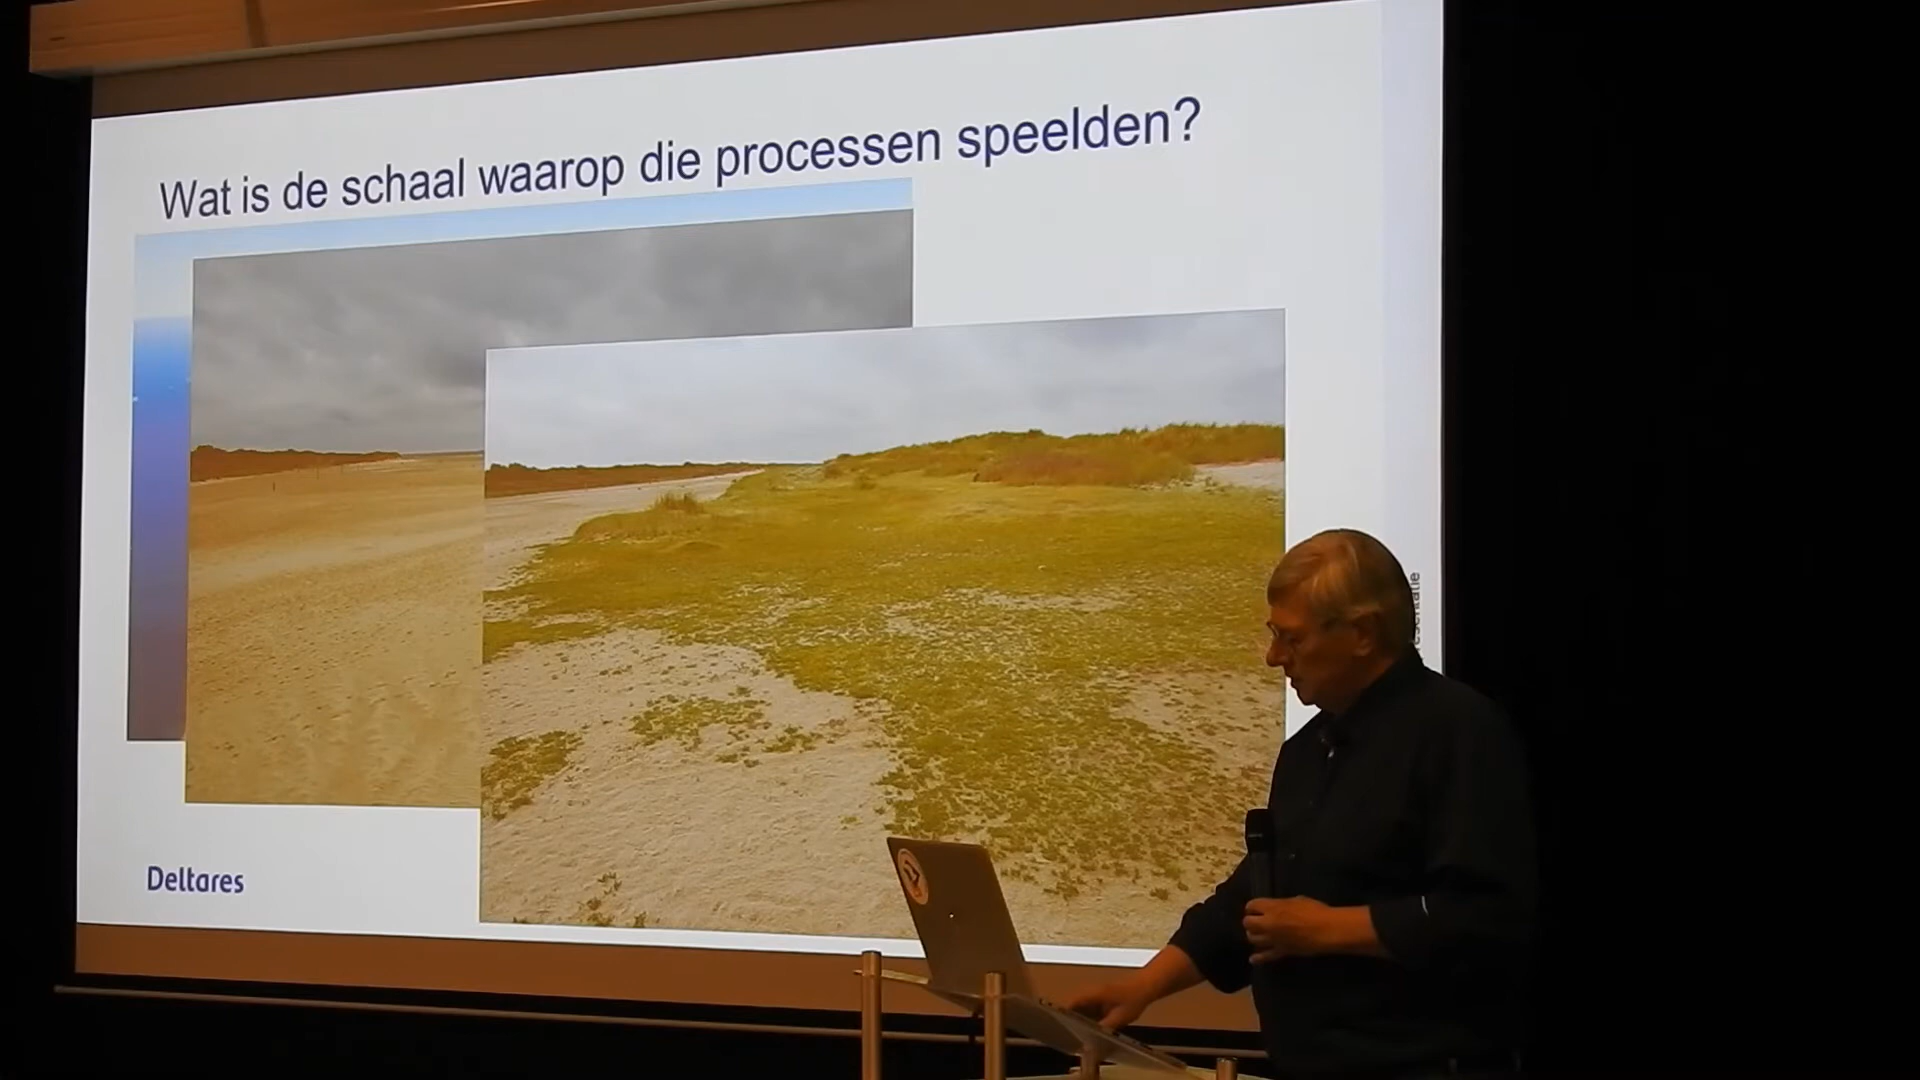 Wat is de schaal waarop die processen speelden?
Deltares